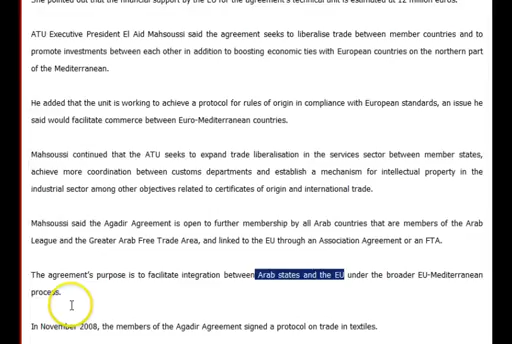 She pointed out that the financial support by the EU for the agreement's technical unit is estimated at 12 million euros.
ATU Executive President El Aid Mahsoussi said the agreement seeks to liberalise trade between member countries and to
promote investments between each other in addition to boosting economic ties with European countries on the northern part
of the Mediterranean.
He added that the unit is working to achieve a protocol for rules of origin in compliance with European standards, an issue he
said would facilitate commerce between Euro-Mediterranean countries.
Mahsoussi continued that the ATU seeks to expand trade liberalisation in the services sector between member states,
achieve more coordination between customs departments and establish a mechanism for intellectual property in the
industrial sector among other objectives related to certificates of origin and international trade.
Mahsoussi said the Agadir Agreement is open to further membership by all Arab countries that are members of the Arab
League and the Greater Arab Free Trade Area, and linked to the EU through an Association Agreement or an FTA.
The agreement's purpose is to facilitate integration between Arab states and the EU under the broader EU-Mediterranean
process.
In November 2008, the members of the Agadir Agreement signed a protocol on trade in textiles.